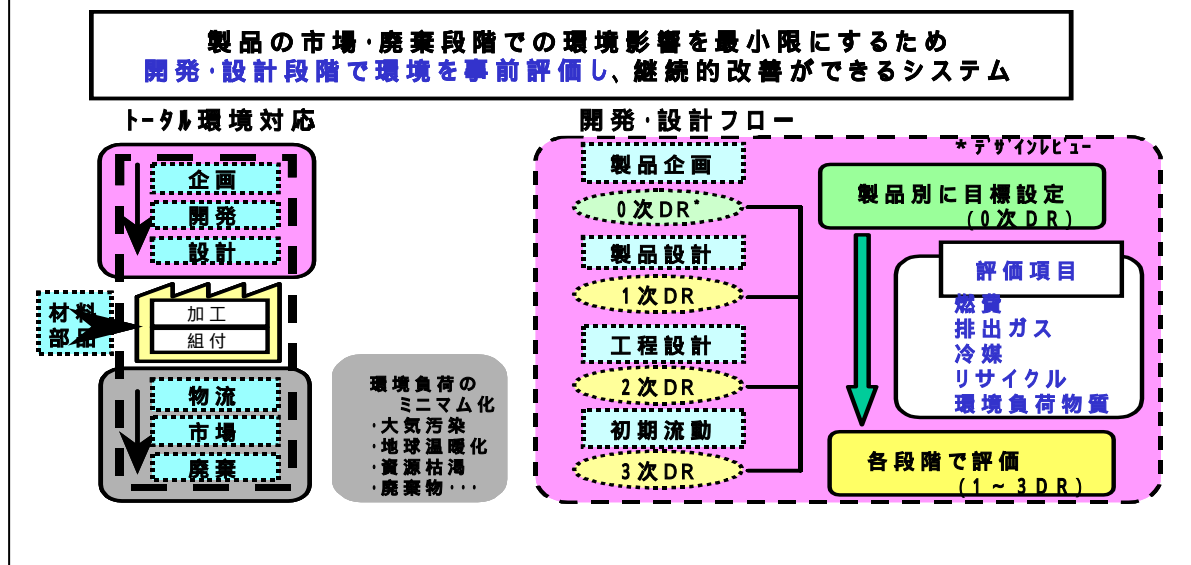 製品の市場・廃棄段階での環境影響を最小限にするため
開発・設計段階で環境を事前評価し、継続的改善ができるシステム
トータル環境対応
企画
開発
設計
材料
部品
加工
組付
物流
市場
廃棄
環境負荷の
ミニマム化
・大気汚染
・地球温暖化
・資源枯渇
・廃棄物・・・
開発・設計フロー
製品企画
0次DR*
製品設計
1次DR
工程設計
2次DR
初期流動
3次DR
*デザインレビュー
製品別に目標設定
(0次DR)
評価項目
燃費
排出ガス
冷媒
リサイクル
環境負荷物質
各段階で評価
(1~3DR)